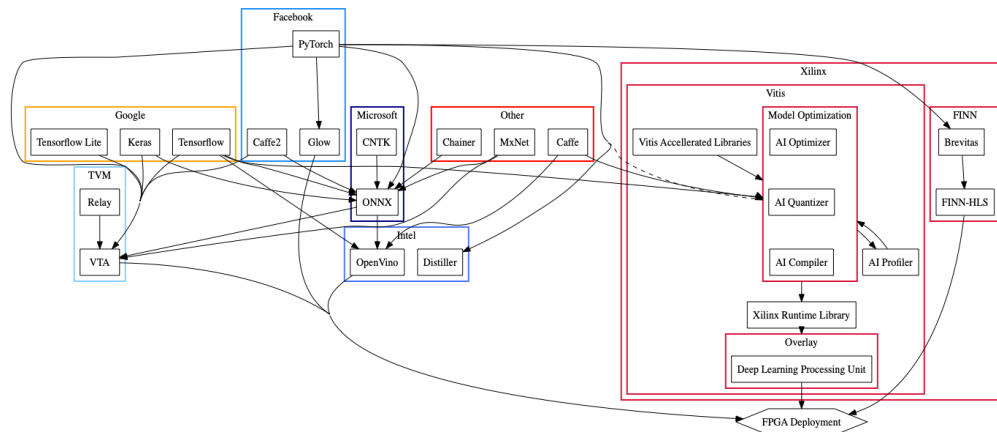 Facebook
PyTorch
Xilinx
Vitis
Google
Microsoft
Other
Model Optimization
FINN
Tensorflow Lite
Keras
Tensorflow
Caffe2
Glow
CNTK
Chainer
MxNet
Caffe
Vitis Accellerated Libraries
AI Optimizer
Brevitas
TVM
Relay
ONNX
AI Quantizer
FINN-HLS
Intel
VTA
OpenVino
Distiller
AI Compiler
AI Profiler
Xilinx Runtime Library
Overlay
Deep Learning Processing Unit
FPGA Deployment